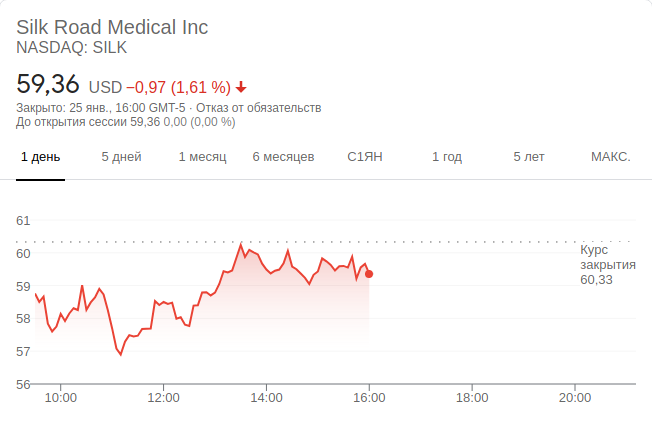 Silk Road Medical Inc
NASDAQ: SILK
59,36 USD −0,97 (1,61 %)
Закрыто: 25 янв., 16:00 GMT-5 · Отказ от обязательств
До открытия сессии 59,36 0,00 (0,00 %)
1 день 5 дней 1 месяц 6 месяцев С1ЯН 1 год 5 лет МАКС.
61
60
59
58
57
56
Курс
закрытия
60,33
10:00 12:00 14:00 16:00 18:00 20:00